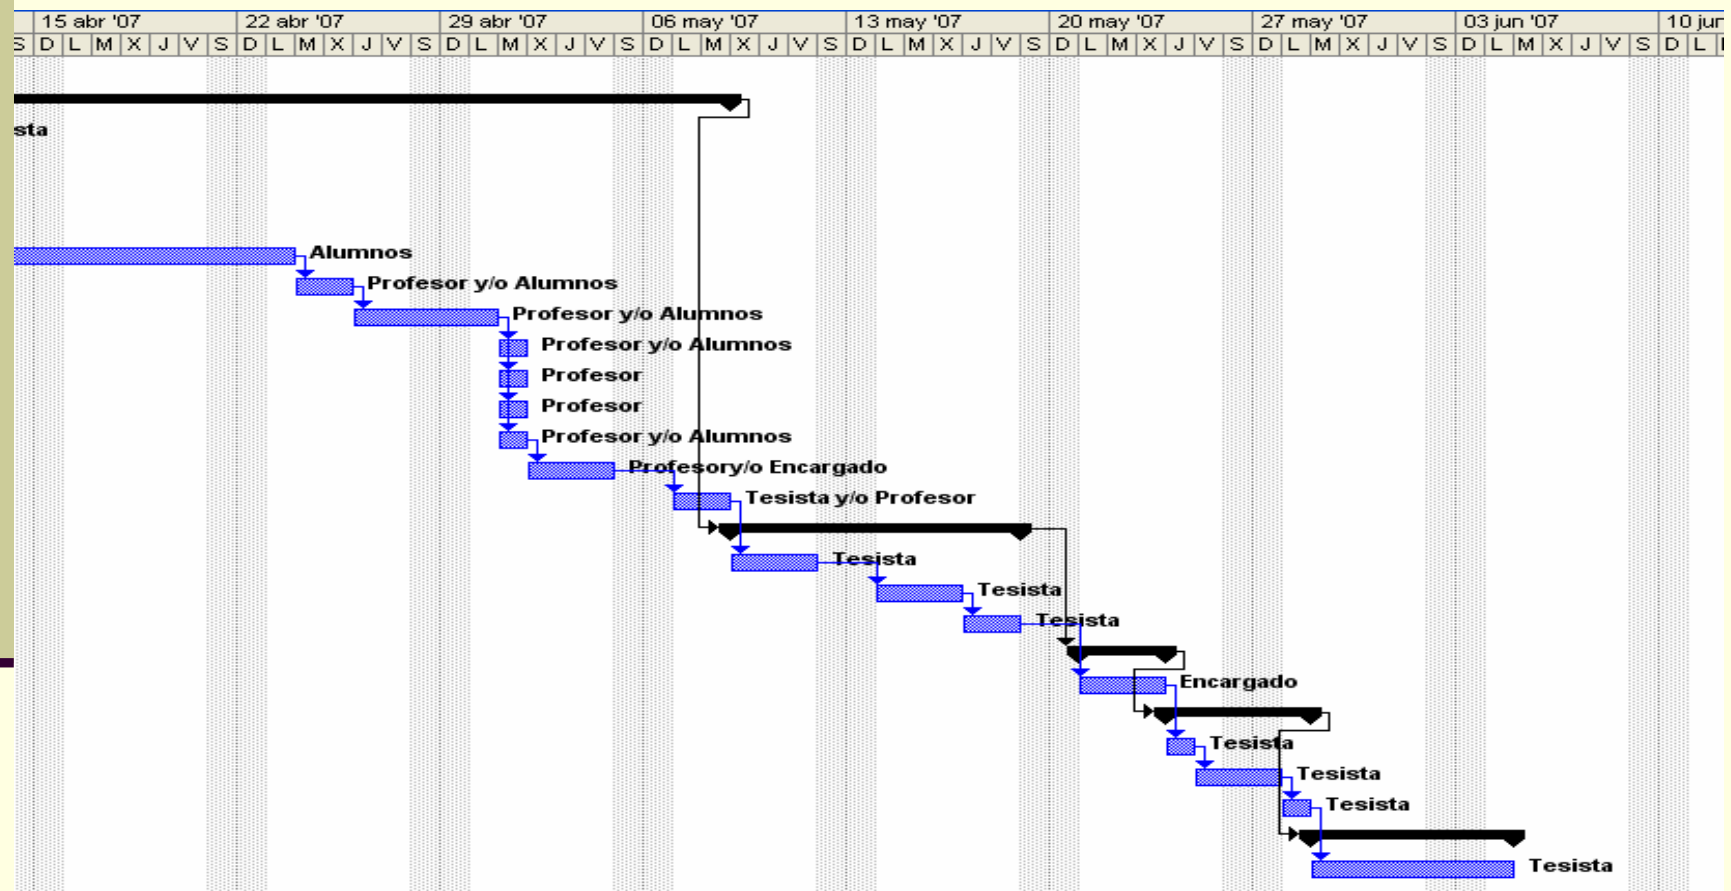 15 abr '07 22 abr '07 29 abr '07 06 may '07 13 may '07 20 may '07 27 may '07 03 jun '07 10 jun
S D L M X J V S D L M X J V S D L M X J V S D L M X J V S D L M X J V S D L M X J V S D L M X J V S D L M X J V S D L
sta
Alumnos
Profesor y/o Alumnos
Profesor y/o Alumnos
Profesor y/o Alumnos
Profesor
Profesor
Profesor y/o Alumnos
Profesory/o Encargado
Tesista y/o Profesor
Tesista
Tesista
Tesista
Encargado
Tesista
Tesista
Tesista
Tesista